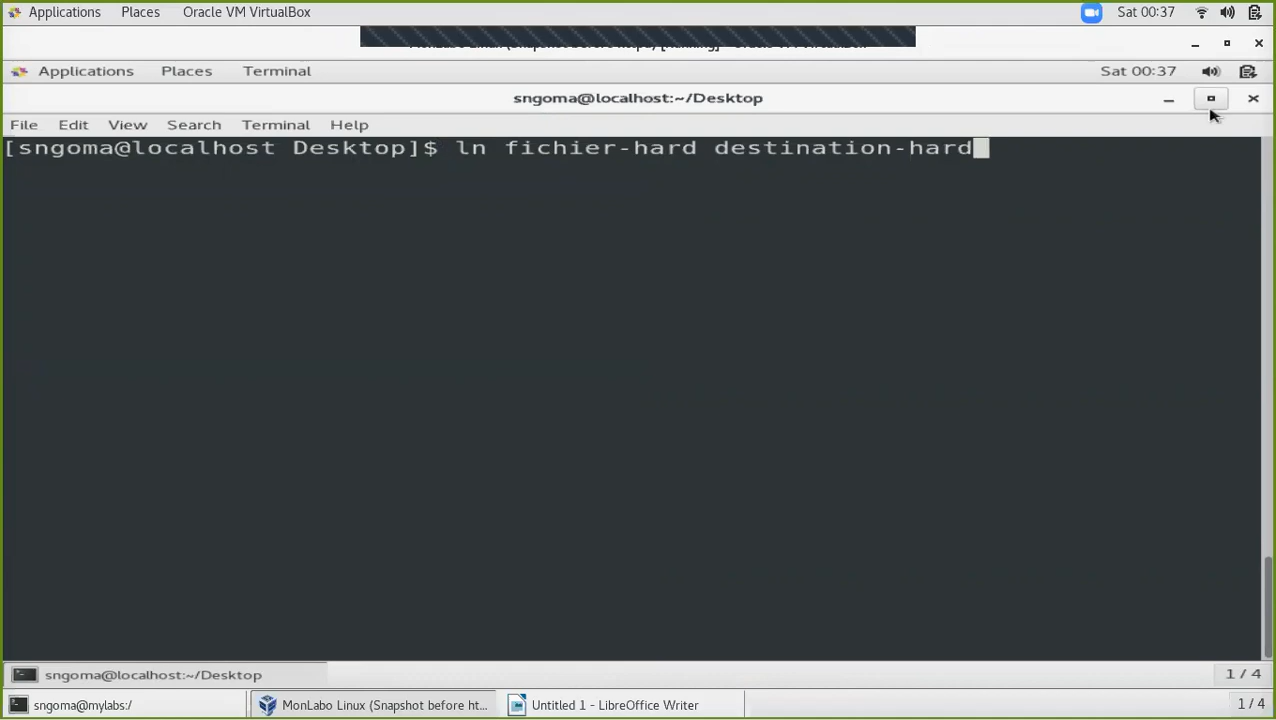 Applications Places Oracle VM VirtualBox Sat 00:37
Applications Places Terminal Sat 00:37
sngoma@localhost:~/Desktop
File Edit View Search Terminal Help
[sngoma@localhost Desktop]$ ln fichier-hard destination-hard
sngoma@localhost:~/Desktop 1 / 4
sngoma@mylabs:/ MonLabo Linux (Snapshot before ht... Untitled 1 - LibreOffice Writer 1 / 4